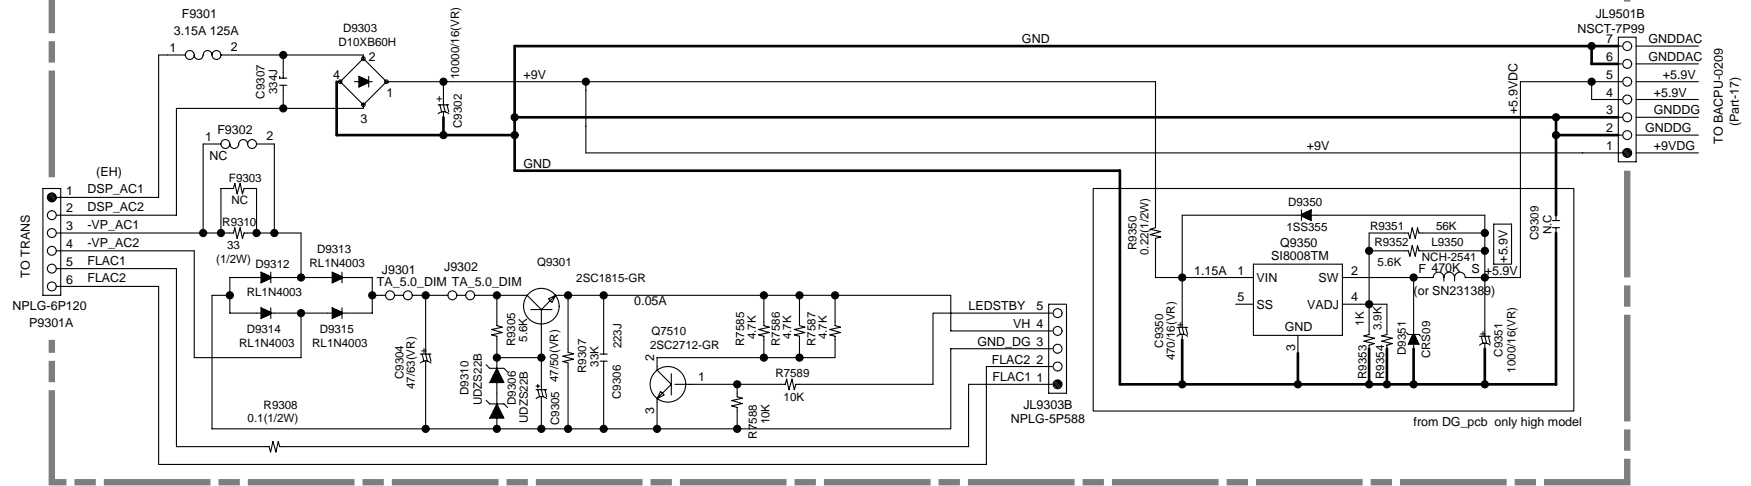 F9301
3.15A 125A
1
2
C9307
334J
D9303
D10XB60H
2
4
1
3
10000/16(VR)
C9302
+
+9V
GND
GND
+9V
JL9501B
NSCT-7P99
7 GNDDAC
6 GNDDAC
5 +5.9V
4 +5.9V
3 GNDDG
2 GNDDG
1 +9VDG
TO BACPU-0209
(Part-17)
+5.9VDC
F9302
1
2
NC
F9303
NC
R9310
33
(1/2W)
(EH)
1 DSP_AC1
2 DSP_AC2
3 -VP_AC1
4 -VP_AC2
5 FLAC1
6 FLAC2
TO TRANS
NPLG-6P120
P9301A
D9312
RL1N4003
D9313
RL1N4003
D9314
RL1N4003
D9315
RL1N4003
J9301
TA_5.0_DIM
J9302
TA_5.0_DIM
Q9301
2SC1815-GR
0.05A
C9304
47/63(VR)
R9305
5.6K
D9310
UDZS22B
D9306
UDZS22B
C9305
47/50(VR)
R9307
33K
C9306
223J
Q7510
2SC2712-GR
2
1
3
R7585
4.7K
R7586
4.7K
R7587
4.7K
R7589
10K
R7588
10K
R9308
0.1(1/2W)
LEDSTBY 5
VH 4
GND_DG 3
FLAC2 2
FLAC1 1
JL9303B
NPLG-5P588
R9350
0.22(1/2W)
D9350
1SS355
Q9350
SI8008TM
1.15A
1 VIN
SW 2
5 SS
VADJ 4
GND
3
C9350
470/16(VR)
R9351 56K
R9352
5.6K
L9350
NCH-2541
F 470K S
(or SN231389)
+5.9V
+5.9V
R9353
1K
R9354
3.9K
D9351
CRS09
C9351
1000/16(VR)
C9309
N.C
from DG_pcb only high model